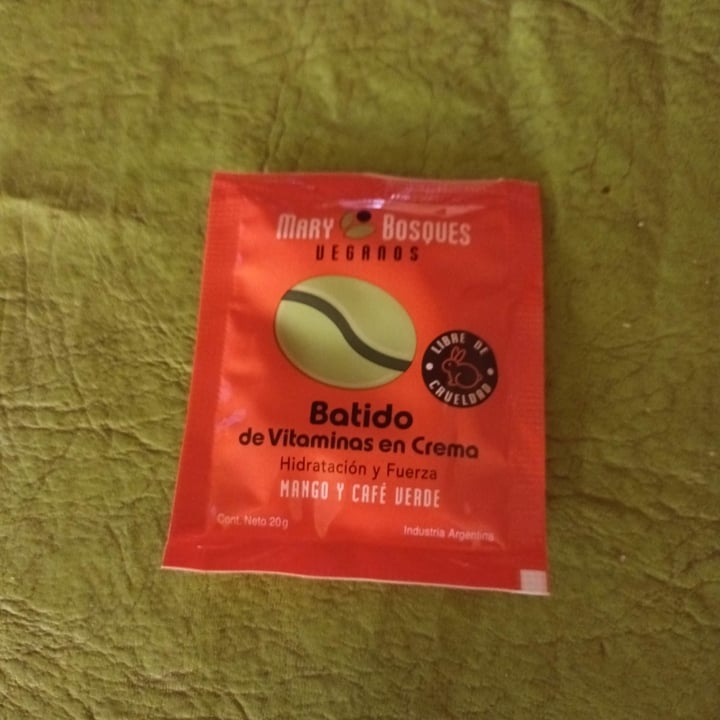 MARY BOSQUES
VEGANOS
LIBRE DE
CRUELDAD
Batido
de Vitaminas en Crema
Hidratación y Fuerza
MANGO Y CAFÉ VERDE
Cont. Neto 20g
Industria Argentina